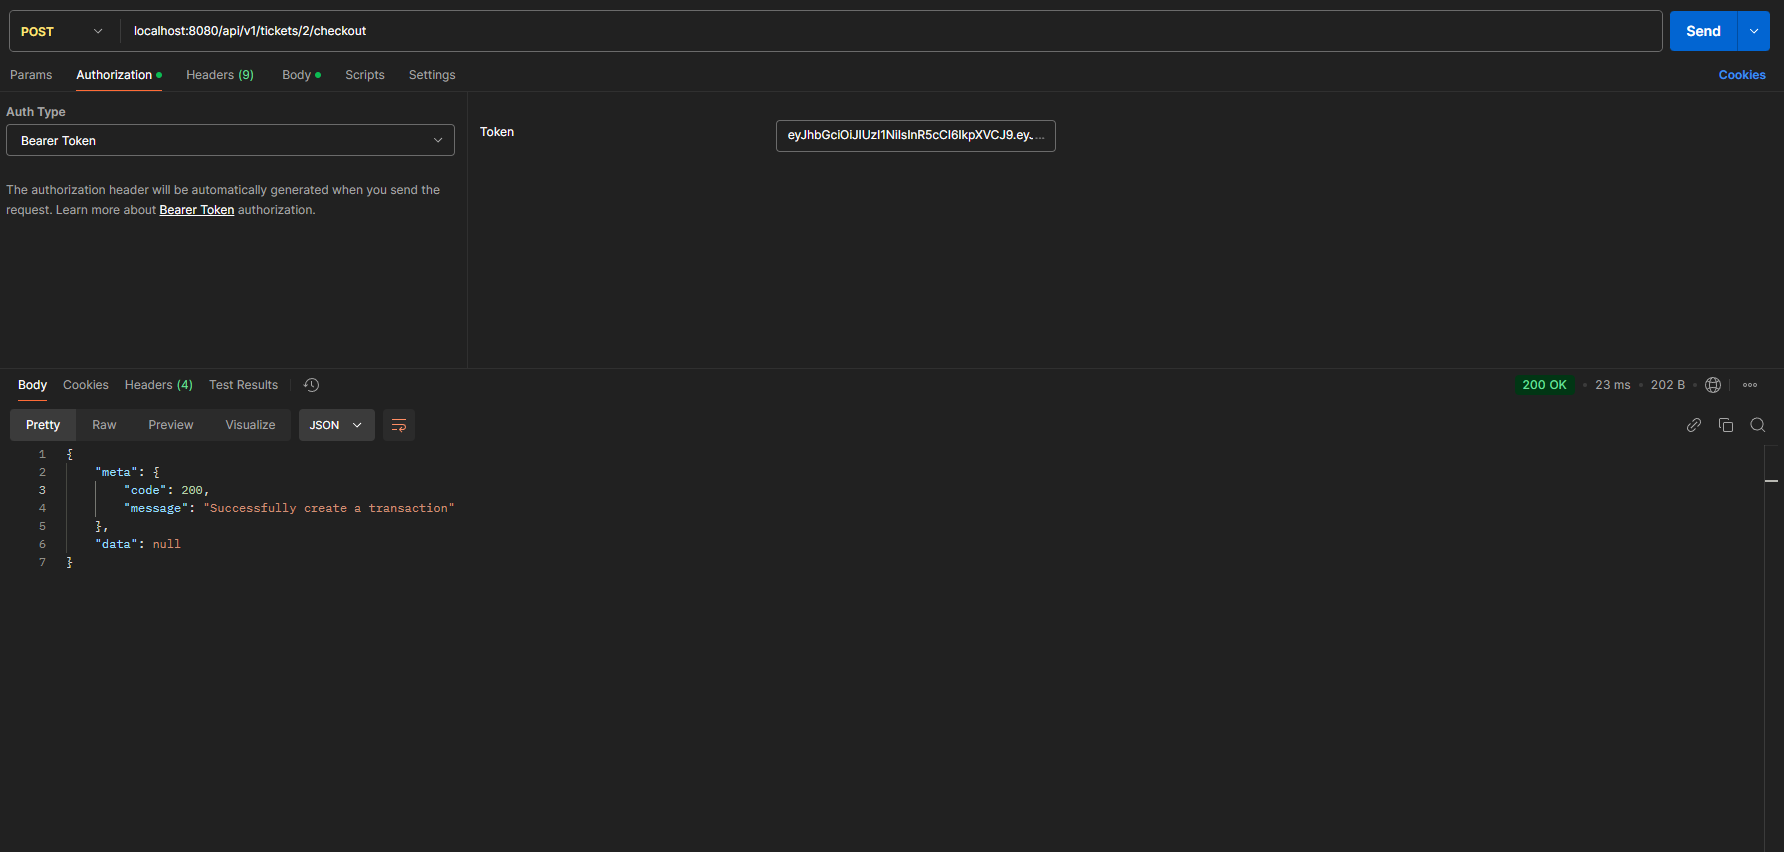 POST localhost:8080/api/v1/tickets/2/checkout Send
Params Authorization Headers (9) Body Scripts Settings Cookies
Auth Type
Bearer Token
Token eyJhbGciOiJIUzI1NiIsInR5cCI6IkpXVCJ9.eyJ...
The authorization header will be automatically generated when you send the
request. Learn more about Bearer Token authorization.
Body Cookies Headers (4) Test Results 200 OK • 23 ms • 202 B •
Pretty Raw Preview Visualize JSON
1 {
2 "meta": {
3 "code": 200,
4 "message": "Successfully create a transaction"
5 },
6 "data": null
7 }